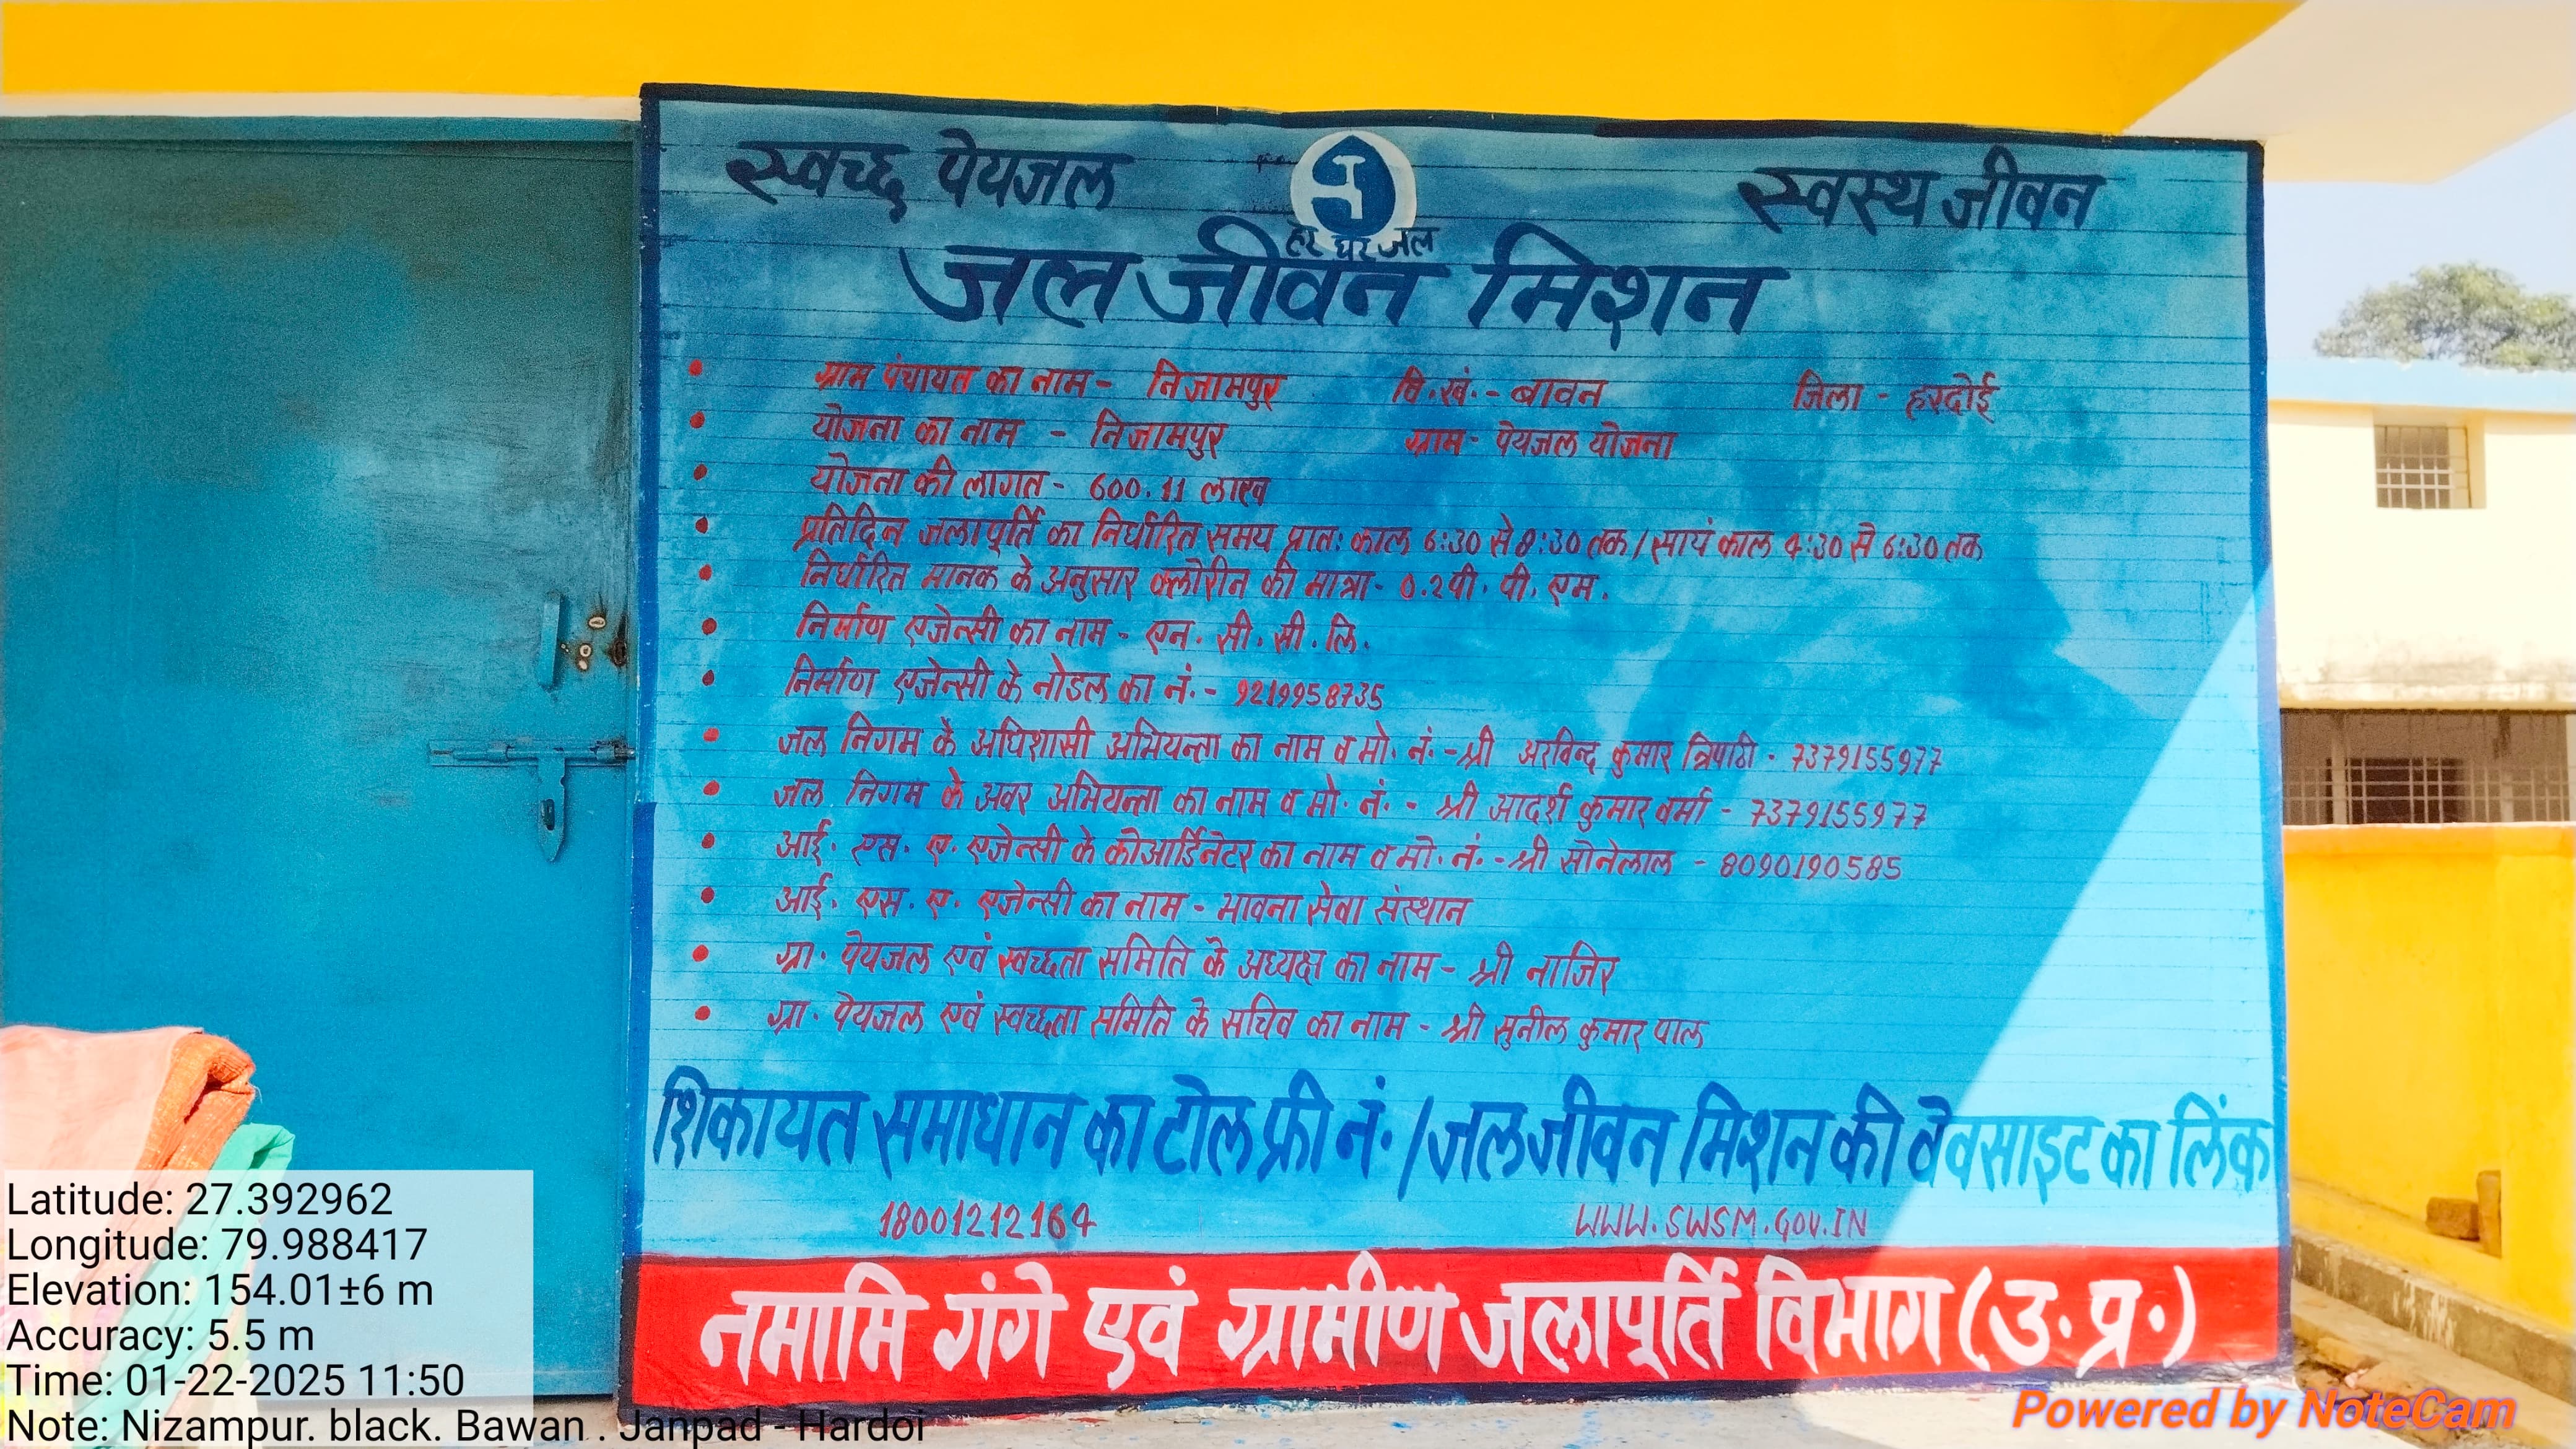 स्वच्छ पेयजल
स्वस्थ जीवन
हर घर जल
जल जीवन मिशन
ग्राम पंचायत का नाम - निजामपुर वि.खं. - बावन जिला - हरदोई
योजना का नाम - निजामपुर ग्राम - पेयजल योजना
योजना की लागत - 600.11 लाख
प्रतिदिन जलापूर्ति का निर्धारित समय प्रातः काल 6:30 से 8:30 तक / सायं काल 4:30 से 6:30 तक
निर्धारित मानक के अनुसार क्लोरीन की मात्रा - 0.2 पी. पी. एम.
निर्माण एजेन्सी का नाम - एन. सी. सी. लि.
निर्माण एजेन्सी के नोडल का नं. - 9219958735
जल निगम के अधिशासी अभियन्ता का नाम व मो. नं. - श्री अरविन्द कुमार त्रिपाठी - 7379155977
जल निगम के अवर अभियन्ता का नाम व मो. नं. - श्री आदर्श कुमार वर्मा - 7379155977
आई. एस. ए. एजेन्सी के कोआर्डिनेटर का नाम व मो. नं. - श्री सोनेलाल - 8090190585
आई. एस. ए. एजेन्सी का नाम - भावना सेवा संस्थान
ग्रा. पेयजल एवं स्वच्छता समिति के अध्यक्ष का नाम - श्री नाजिर
ग्रा. पेयजल एवं स्वच्छता समिति के सचिव का नाम - श्री सुनील कुमार पाल
शिकायत समाधान का टोल फ्री नं. / जल जीवन मिशन की वेवसाइट का लिंक
18001212164 WWW.SWSM.GOV.IN
नमामि गंगे एवं ग्रामीण जलापूर्ति विभाग (उ.प्र.)
Latitude: 27.392962
Longitude: 79.988417
Elevation: 154.01±6 m
Accuracy: 5.5 m
Time: 01-22-2025 11:50
Note: Nizampur. black. Bawan . Janpad - Hardoi
Powered by NoteCam